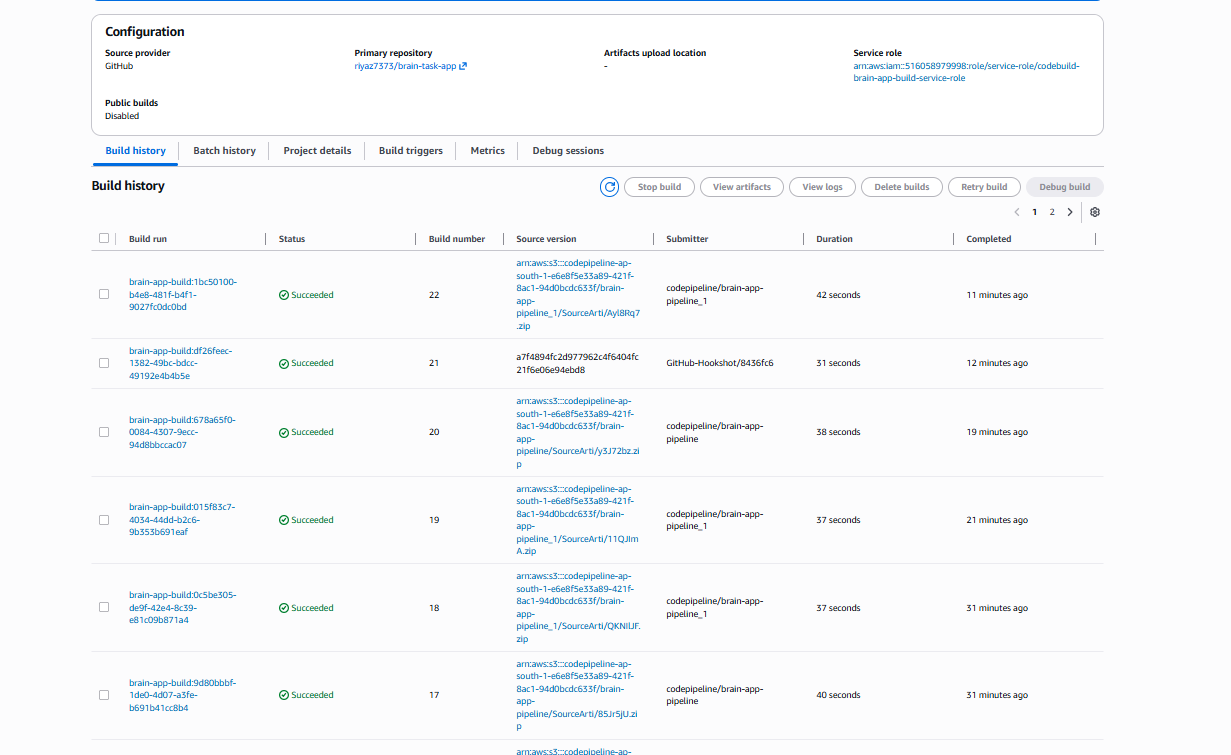 Configuration
Source provider
GitHub
Primary repository
riyaz7373/brain-task-app
Artifacts upload location
-
Service role
arn:aws:iam::516058979998:role/service-role/codebuild-
brain-app-build-service-role
Public builds
Disabled
Build history
Batch history
Project details
Build triggers
Metrics
Debug sessions
Build history
Stop build
View artifacts
View logs
Delete builds
Retry build
Debug build
1
2
Build run
Status
Build number
Source version
Submitter
Duration
Completed
brain-app-build:1bc50100-
b4e8-481f-b4f1-
9027fc0dc0bd
Succeeded
22
arn:aws:s3:::codepipeline-ap-
south-1-e6e8f5e33a89-421f-
8ac1-94d0bcdc633f/brain-
app-
pipeline_1/SourceArti/Ayl8Rq7
.zip
codepipeline/brain-app-
pipeline_1
42 seconds
11 minutes ago
brain-app-build:df26feec-
1382-49bc-bdcc-
49192e4b4b5e
Succeeded
21
a7f4894fc2d977962c4f6404fc
21f6e06e94ebd8
GitHub-Hookshot/8436fc6
31 seconds
12 minutes ago
brain-app-build:678a65f0-
0084-4307-9ecc-
94d8bbccac07
Succeeded
20
arn:aws:s3:::codepipeline-ap-
south-1-e6e8f5e33a89-421f-
8ac1-94d0bcdc633f/brain-
app-
pipeline/SourceArti/y3J72bz.zi
p
codepipeline/brain-app-
pipeline
38 seconds
19 minutes ago
brain-app-build:015f83c7-
4034-44dd-b2c6-
9b353b691eaf
Succeeded
19
arn:aws:s3:::codepipeline-ap-
south-1-e6e8f5e33a89-421f-
8ac1-94d0bcdc633f/brain-
app-
pipeline_1/SourceArti/11QJIm
A.zip
codepipeline/brain-app-
pipeline_1
37 seconds
21 minutes ago
brain-app-build:0c5be305-
de9f-42e4-8c39-
e81c09b871a4
Succeeded
18
arn:aws:s3:::codepipeline-ap-
south-1-e6e8f5e33a89-421f-
8ac1-94d0bcdc633f/brain-
app-
pipeline_1/SourceArti/QKNIlJF.
zip
codepipeline/brain-app-
pipeline_1
37 seconds
31 minutes ago
brain-app-build:9d80bbbf-
1de0-4d07-a3fe-
b691b41cc8b4
Succeeded
17
arn:aws:s3:::codepipeline-ap-
south-1-e6e8f5e33a89-421f-
8ac1-94d0bcdc633f/brain-
app-
pipeline/SourceArti/85Jr5jU.zi
p
codepipeline/brain-app-
pipeline
40 seconds
31 minutes ago
arn:aws:s3:::codepipeline-ap-